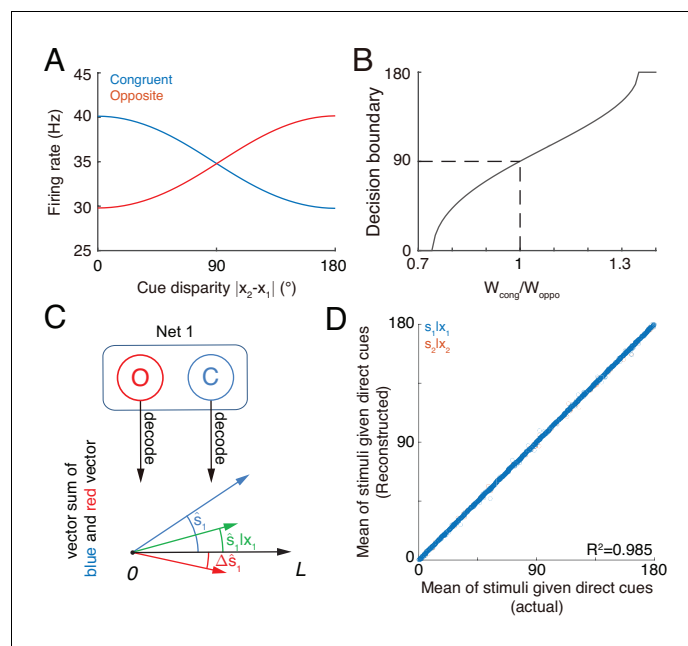 A
45
Congruent
Opposite
40
35
30
25
Firing rate (Hz)
0
90
180
Cue disparity |x₂-x₁| (°)
B
180
90
0
Decision boundary
0.7
1
1.3
W_cong/W_oppo
C
Net 1
O
C
decode
decode
vector sum of
blue and red vector
ŝ₁
ŝ₁|x₁
Δŝ₁
0
L
D
180
s₁|x₁
s₂|x₂
90
0
Mean of stimuli given direct cues
(Reconstructed)
R²=0.985
0
90
180
Mean of stimuli given direct cues
(actual)